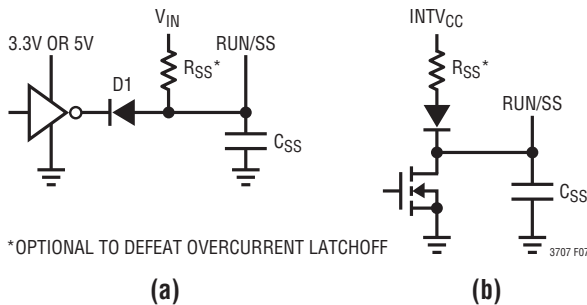 V_IN
INTV_CC
3.3V OR 5V
RUN/SS
D1
R_SS*
R_SS*
RUN/SS
C_SS
C_SS
*OPTIONAL TO DEFEAT OVERCURRENT LATCHOFF
3707 F07
(a)
(b)